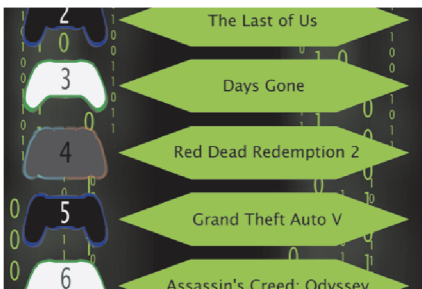 2 The Last of Us
3 Days Gone
4 Red Dead Redemption 2
5 Grand Theft Auto V
6 Assassin's Creed: Odyssey